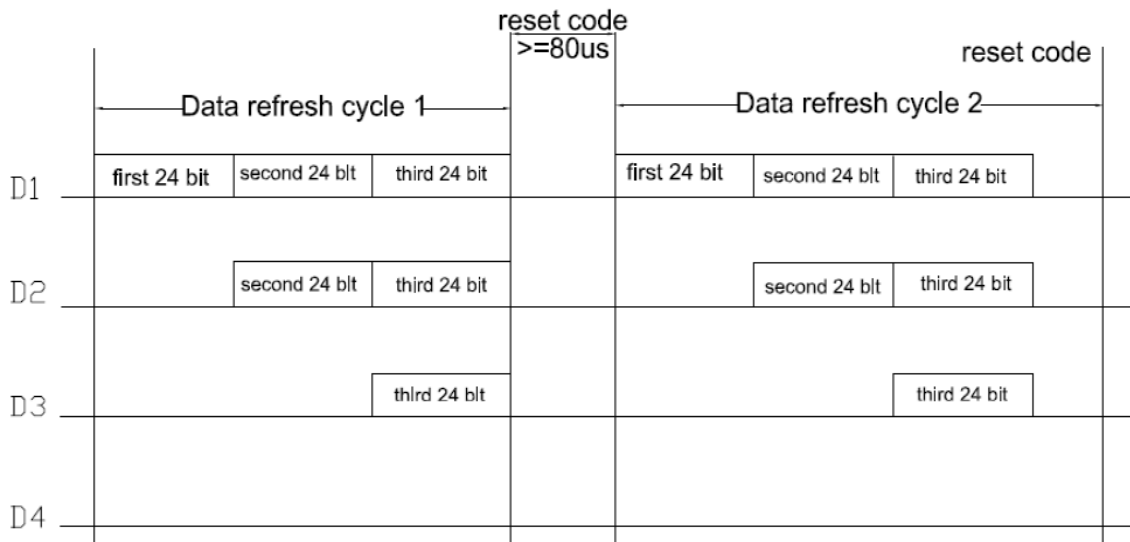 reset code
>=80us
reset code
Data refresh cycle 1
Data refresh cycle 2
D1 first 24 bit second 24 blt third 24 bit first 24 bit second 24 blt third 24 bit
D2 second 24 blt third 24 bit second 24 blt third 24 bit
D3 thIrd 24 blt third 24 bit
D4